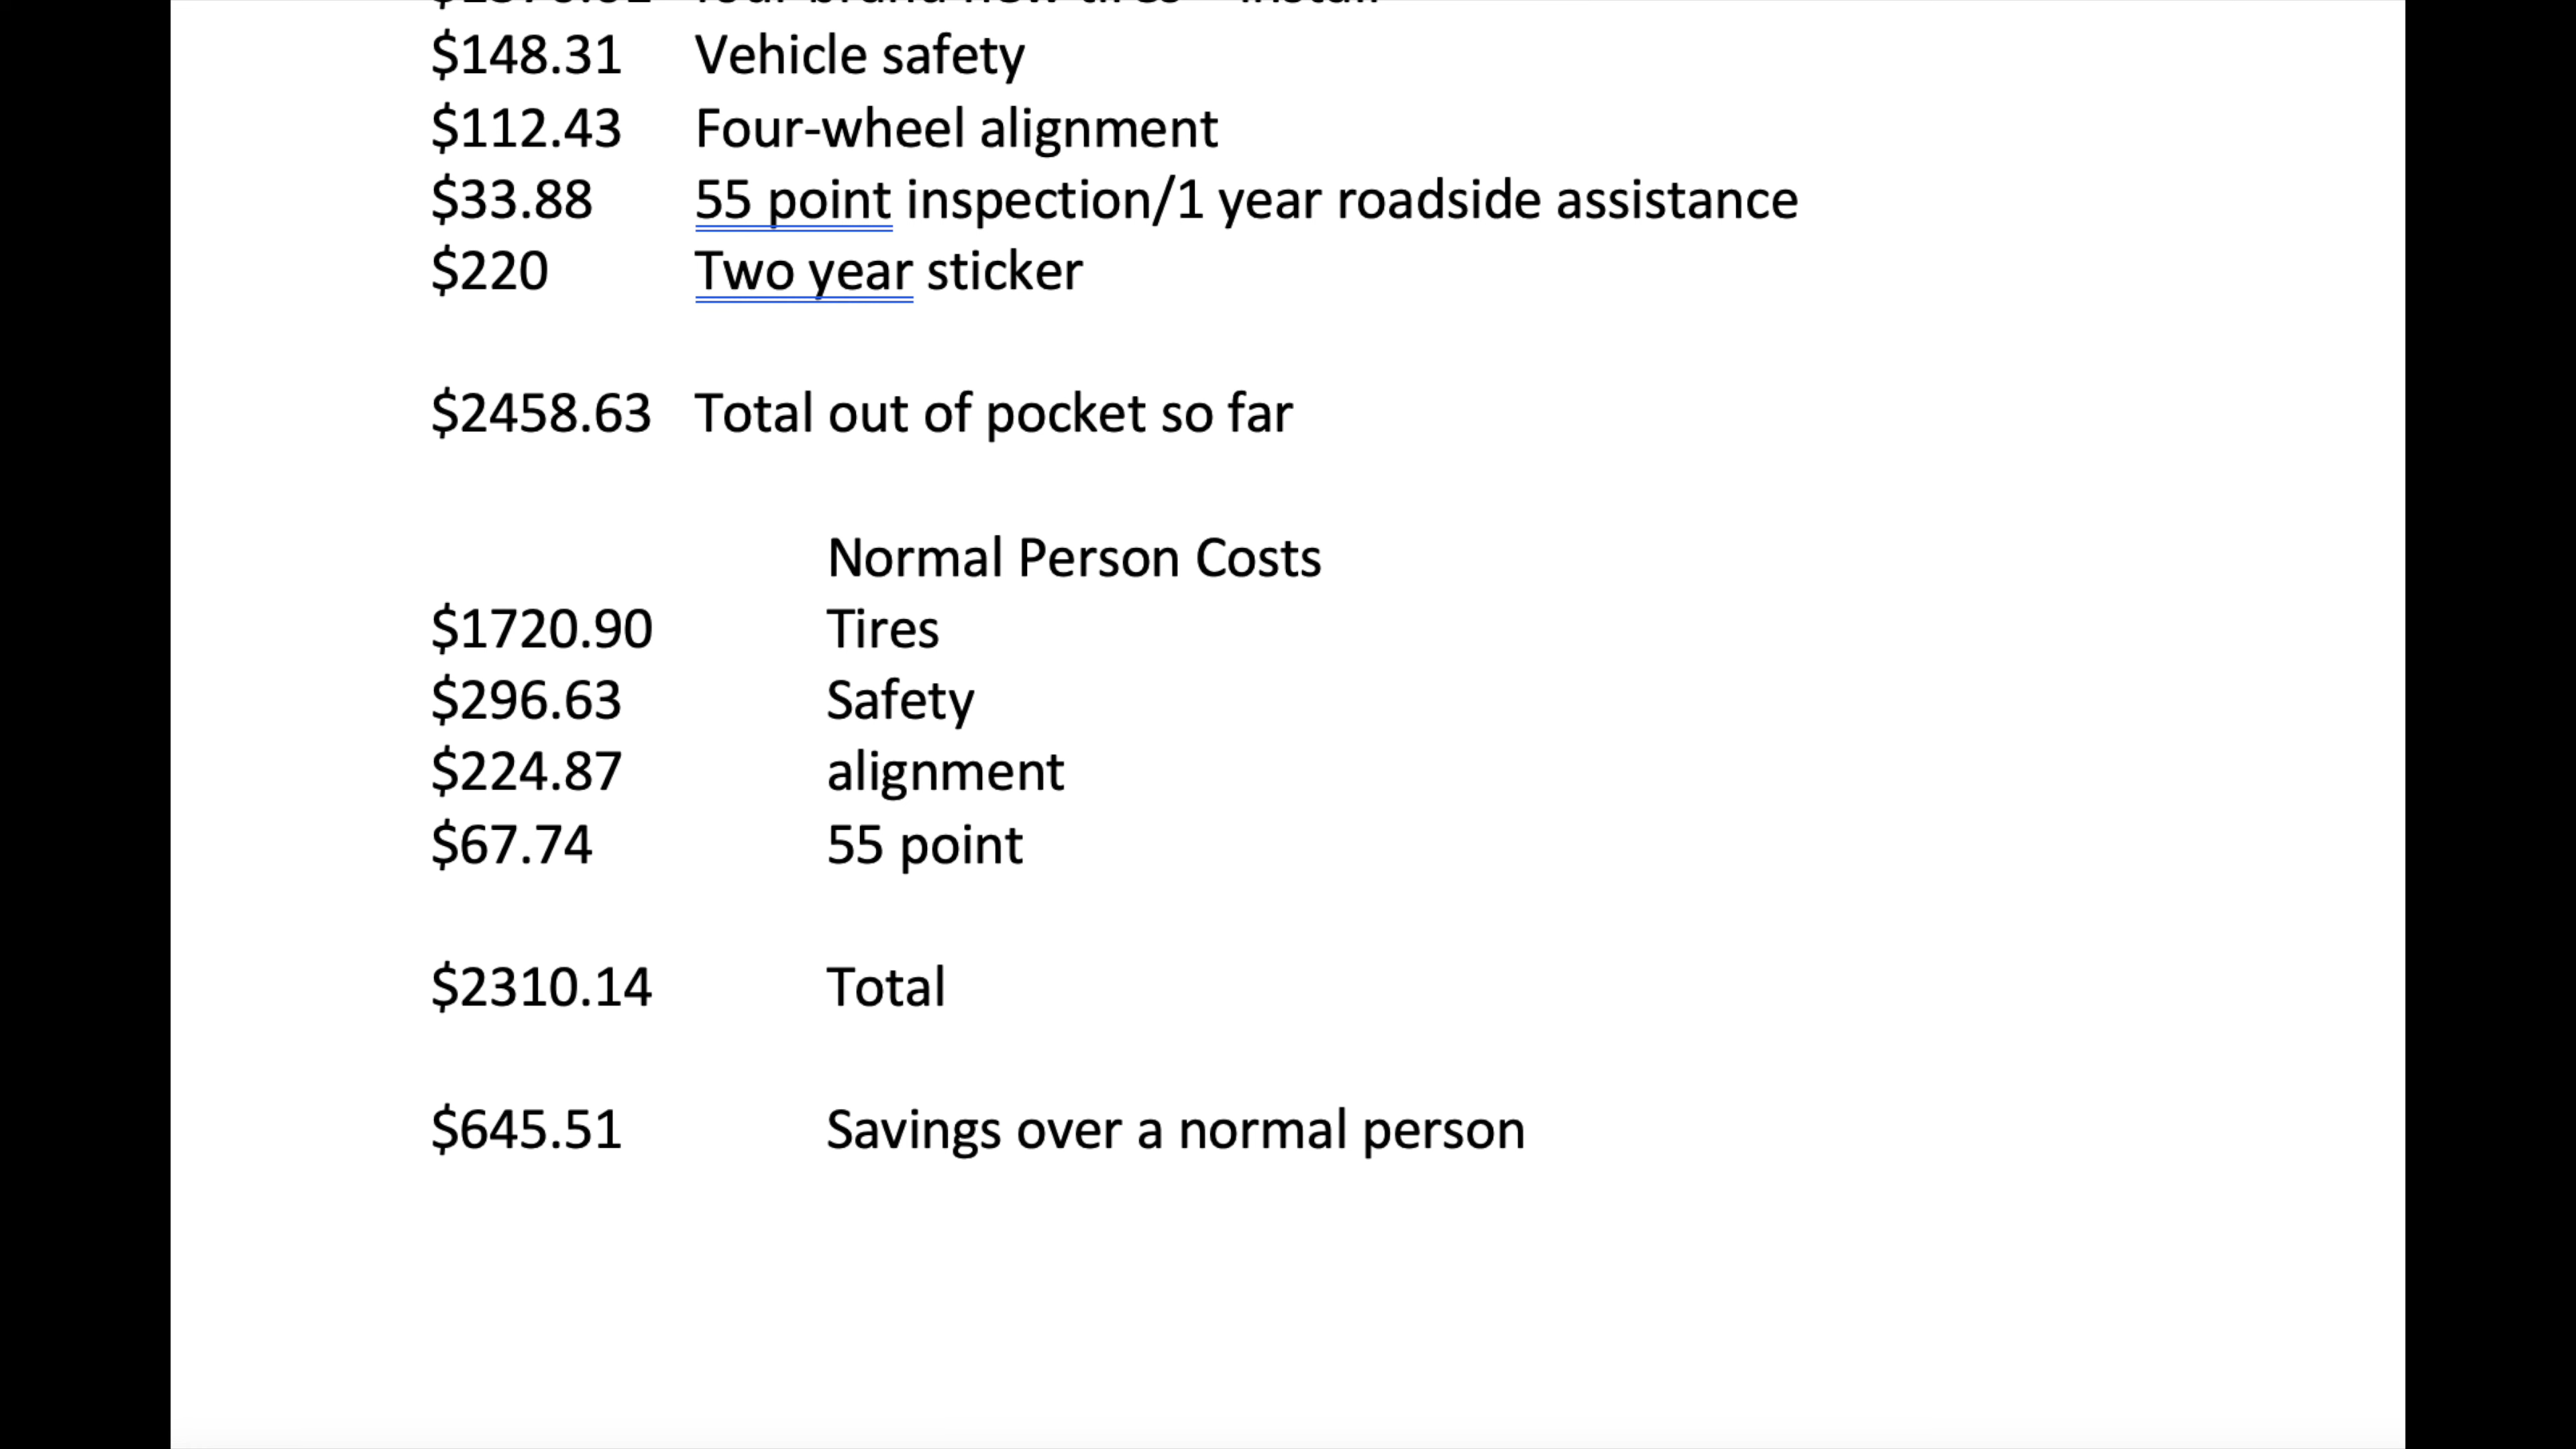 $148.31 Vehicle safety
$112.43 Four-wheel alignment
$33.88 55 point inspection/1 year roadside assistance
$220 Two year sticker
$2458.63 Total out of pocket so far
Normal Person Costs
$1720.90 Tires
$296.63 Safety
$224.87 alignment
$67.74 55 point
$2310.14 Total
$645.51 Savings over a normal person